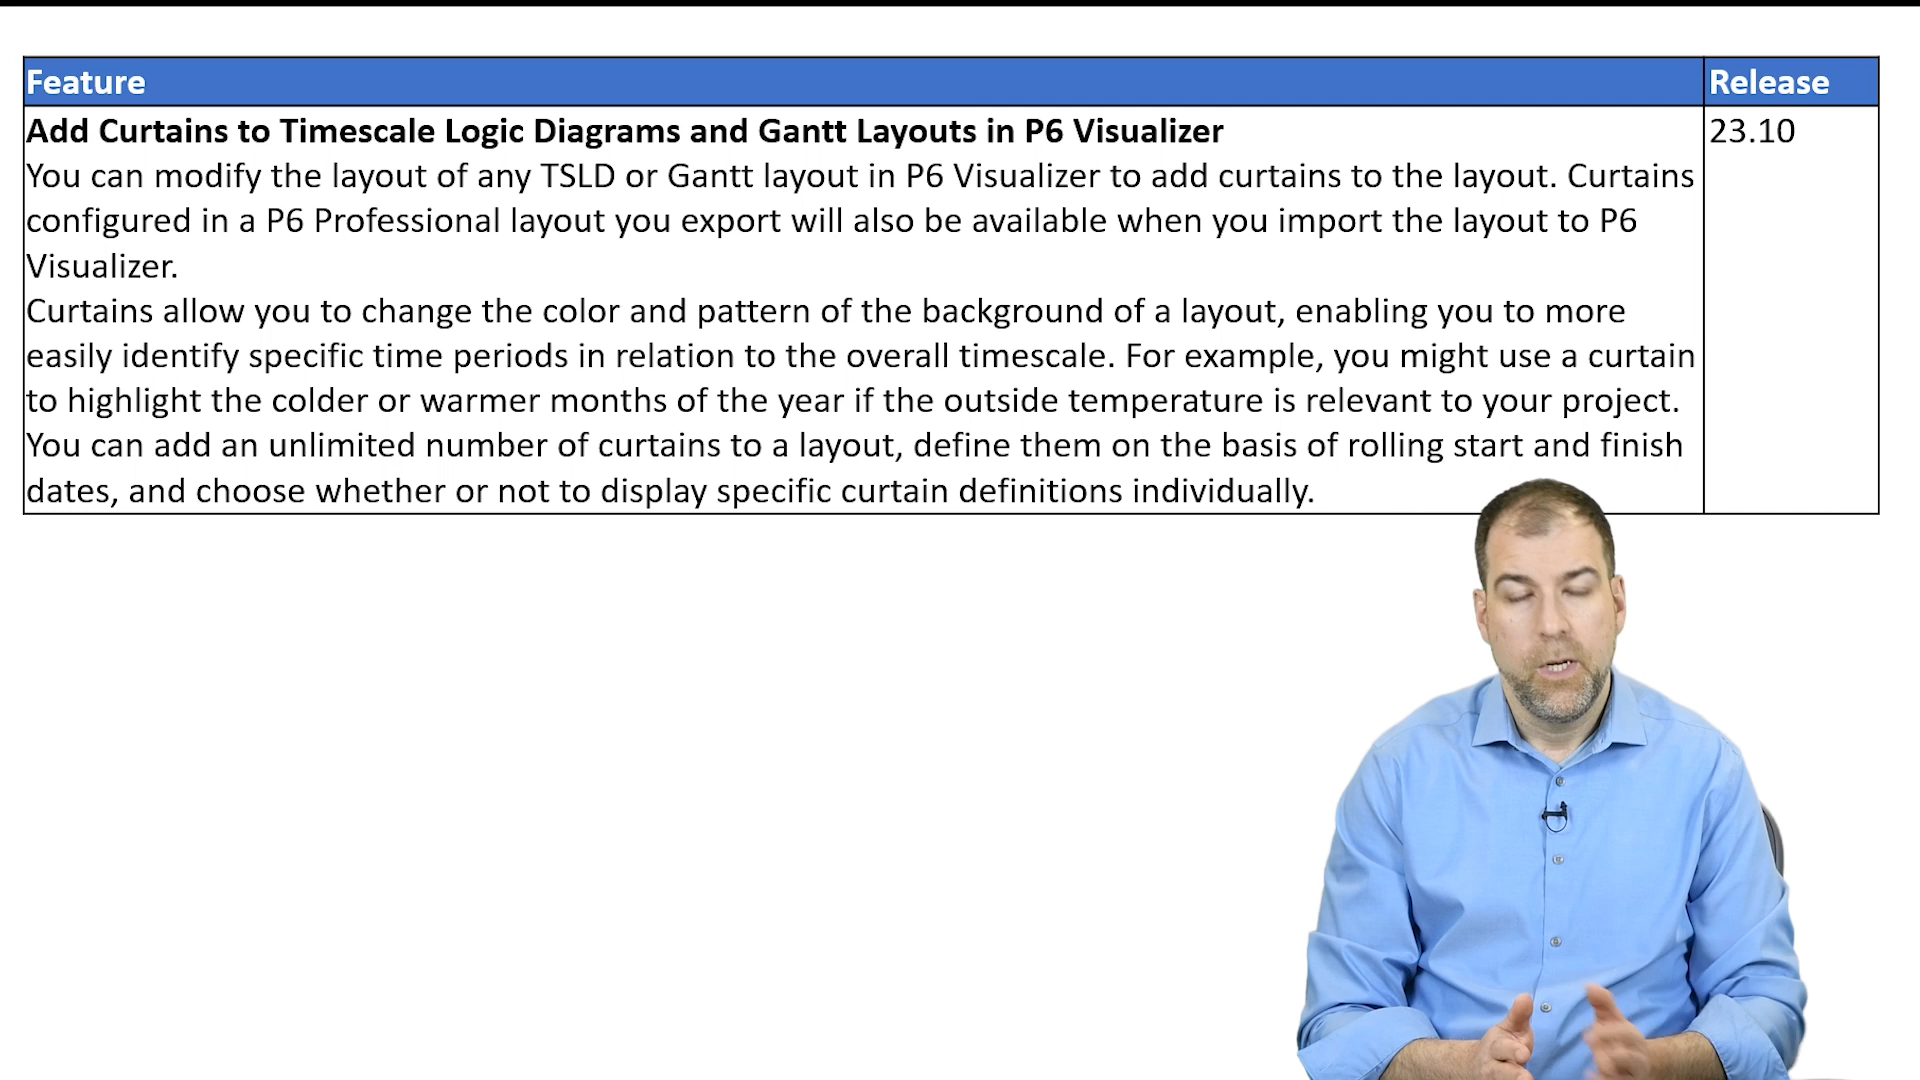 Feature
Release
Add Curtains to Timescale Logic Diagrams and Gantt Layouts in P6 Visualizer
23.10
You can modify the layout of any TSLD or Gantt layout in P6 Visualizer to add curtains to the layout. Curtains
configured in a P6 Professional layout you export will also be available when you import the layout to P6
Visualizer.
Curtains allow you to change the color and pattern of the background of a layout, enabling you to more
easily identify specific time periods in relation to the overall timescale. For example, you might use a curtain
to highlight the colder or warmer months of the year if the outside temperature is relevant to your project.
You can add an unlimited number of curtains to a layout, define them on the basis of rolling start and finish
dates, and choose whether or not to display specific curtain definitions individually.